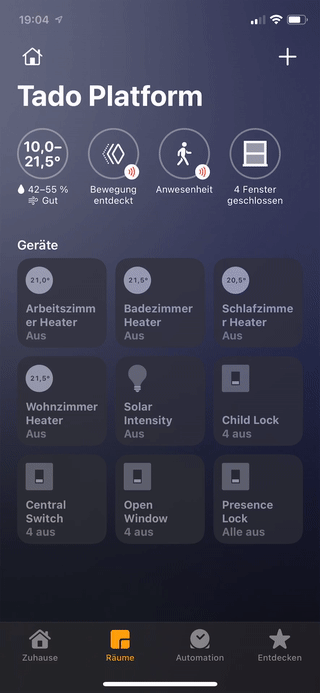 19:04
Tado Platform
10,0–
21,5°
42–55 %
Gut
Bewegung
entdeckt
Anwesenheit
4 Fenster
geschlossen
Geräte
21,0°
Arbeitszimm
er Heater
Aus
21,5°
Badezimmer
Heater
Aus
20,5°
Schlafzimme
r Heater
Aus
21,5°
Wohnzimmer
Heater
Aus
Solar
Intensity
Aus
Child Lock
4 aus
Central
Switch
4 aus
Open
Window
4 aus
Presence
Lock
Alle aus
Zuhause
Räume
Automation
Entdecken